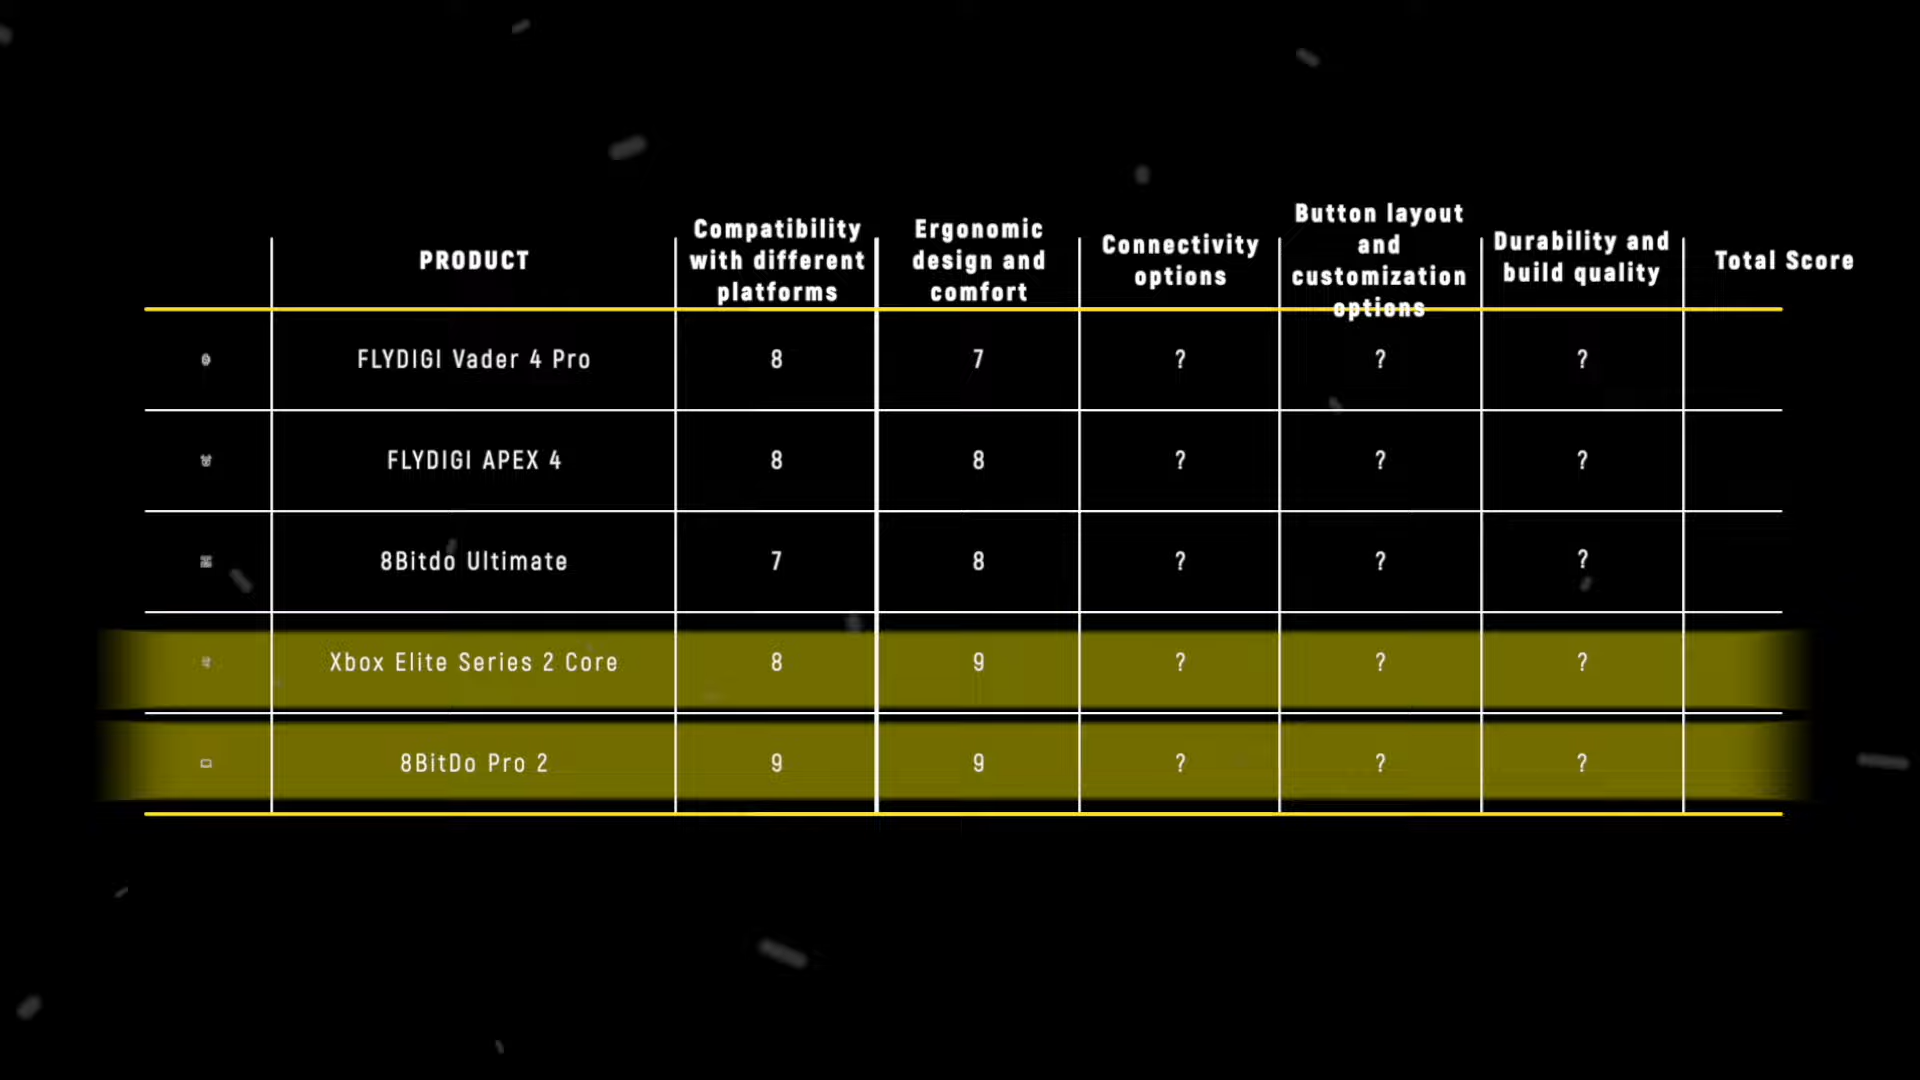 PRODUCT
Compatibility
with different
platforms
Ergonomic
design and
comfort
Connectivity
options
Button layout
and
customization
options
Durability and
build quality
Total Score
FLYDIGI Vader 4 Pro 8 7 ? ? ?
FLYDIGI APEX 4 8 8 ? ? ?
8Bitdo Ultimate 7 8 ? ? ?
Xbox Elite Series 2 Core 8 9 ? ? ?
8BitDo Pro 2 9 9 ? ? ?